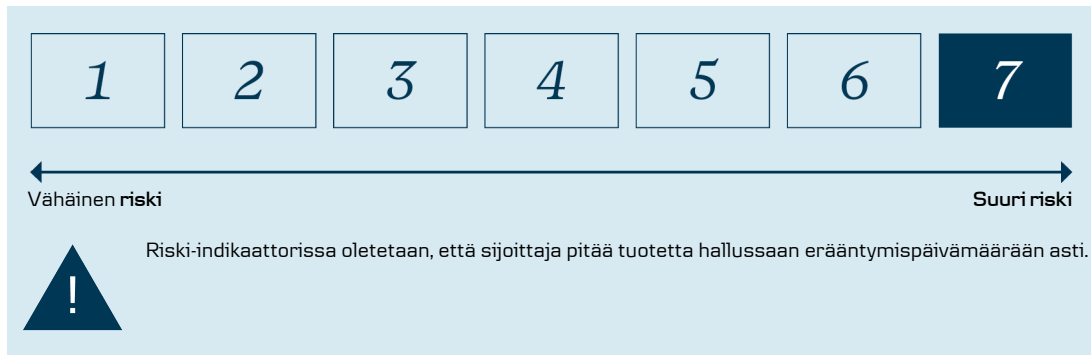 1 2 3 4 5 6 7
Vähäinen riski Suuri riski
Riski-indikaattorissa oletetaan, että sijoittaja pitää tuotetta hallussaan erääntymispäivämäärään asti.
!